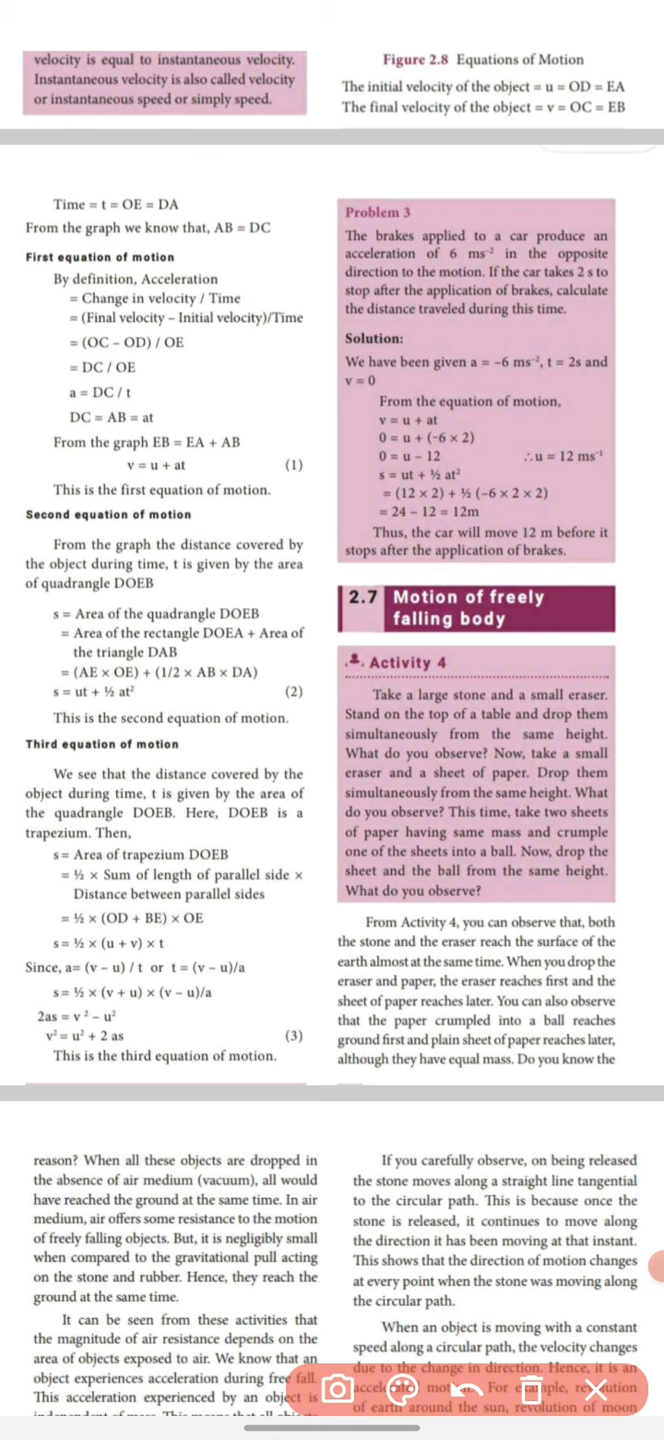 velocity is equal to instantaneous velocity.
Instantaneous velocity is also called velocity
or instantaneous speed or simply speed.
Figure 2.8 Equations of Motion
The initial velocity of the object = u = OD = EA
The final velocity of the object = v = OC = EB
Time = t = OE = DA
From the graph we know that, AB = DC
First equation of motion
By definition, Acceleration
= Change in velocity / Time
= (Final velocity – Initial velocity)/Time
= (OC – OD) / OE
= DC / OE
a = DC / t
DC = AB = at
From the graph EB = EA + AB
v = u + at (1)
This is the first equation of motion.
Second equation of motion
From the graph the distance covered by
the object during time, t is given by the area
of quadrangle DOEB
s = Area of the quadrangle DOEB
= Area of the rectangle DOEA + Area of
the triangle DAB
= (AE × OE) + (1/2 × AB × DA)
s = ut + ½ at² (2)
This is the second equation of motion.
Third equation of motion
We see that the distance covered by the
object during time, t is given by the area of
the quadrangle DOEB. Here, DOEB is a
trapezium. Then,
s = Area of trapezium DOEB
= ½ × Sum of length of parallel side ×
Distance between parallel sides
= ½ × (OD + BE) × OE
s = ½ × (u + v) × t
Since, a= (v – u) / t or t = (v – u)/a
s = ½ × (v + u) × (v – u)/a
2as = v ² – u²
v² = u² + 2 as (3)
This is the third equation of motion.
Problem 3
The brakes applied to a car produce an
acceleration of 6 ms⁻² in the opposite
direction to the motion. If the car takes 2 s to
stop after the application of brakes, calculate
the distance traveled during this time.
Solution:
We have been given a = –6 ms⁻², t = 2s and
v = 0
From the equation of motion,
v = u + at
0 = u + (–6 × 2)
0 = u – 12 ∴u = 12 ms⁻¹
s = ut + ½ at²
= (12 × 2) + ½ (–6 × 2 × 2)
= 24 – 12 = 12m
Thus, the car will move 12 m before it
stops after the application of brakes.
2.7 Motion of freely
falling body
Activity 4
Take a large stone and a small eraser.
Stand on the top of a table and drop them
simultaneously from the same height.
What do you observe? Now, take a small
eraser and a sheet of paper. Drop them
simultaneously from the same height. What
do you observe? This time, take two sheets
of paper having same mass and crumple
one of the sheets into a ball. Now, drop the
sheet and the ball from the same height.
What do you observe?
From Activity 4, you can observe that, both
the stone and the eraser reach the surface of the
earth almost at the same time. When you drop the
eraser and paper, the eraser reaches first and the
sheet of paper reaches later. You can also observe
that the paper crumpled into a ball reaches
ground first and plain sheet of paper reaches later,
although they have equal mass. Do you know the
reason? When all these objects are dropped in
the absence of air medium (vacuum), all would
have reached the ground at the same time. In air
medium, air offers some resistance to the motion
of freely falling objects. But, it is negligibly small
when compared to the gravitational pull acting
on the stone and rubber. Hence, they reach the
ground at the same time.
It can be seen from these activities that
the magnitude of air resistance depends on the
area of objects exposed to air. We know that an
object experiences acceleration during free fall.
This acceleration experienced by an object is
If you carefully observe, on being released
the stone moves along a straight line tangential
to the circular path. This is because once the
stone is released, it continues to move along
the direction it has been moving at that instant.
This shows that the direction of motion changes
at every point when the stone was moving along
the circular path.
When an object is moving with a constant
speed along a circular path, the velocity changes
due to the change in direction. Hence, it is an
For revolution
of earth around the sun, revolution of moon